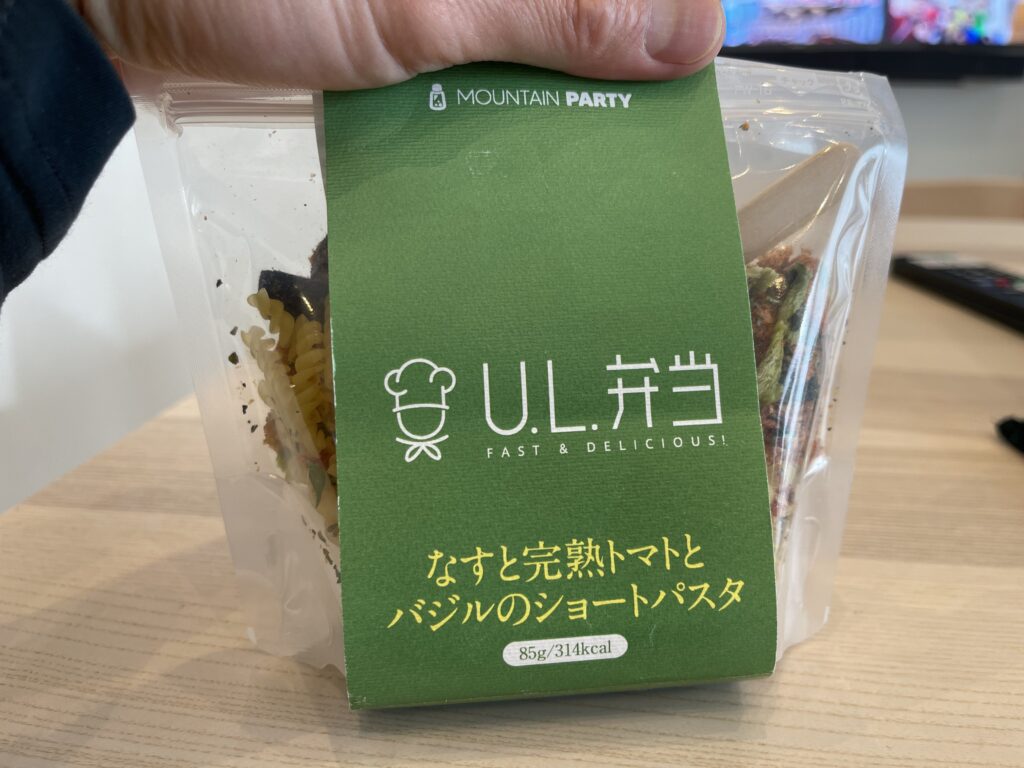 MOUNTAIN PARTY
U.L.弁当
FAST & DELICIOUS!
なすと完熟トマトと
バジルのショートパスタ
85g/314kcal